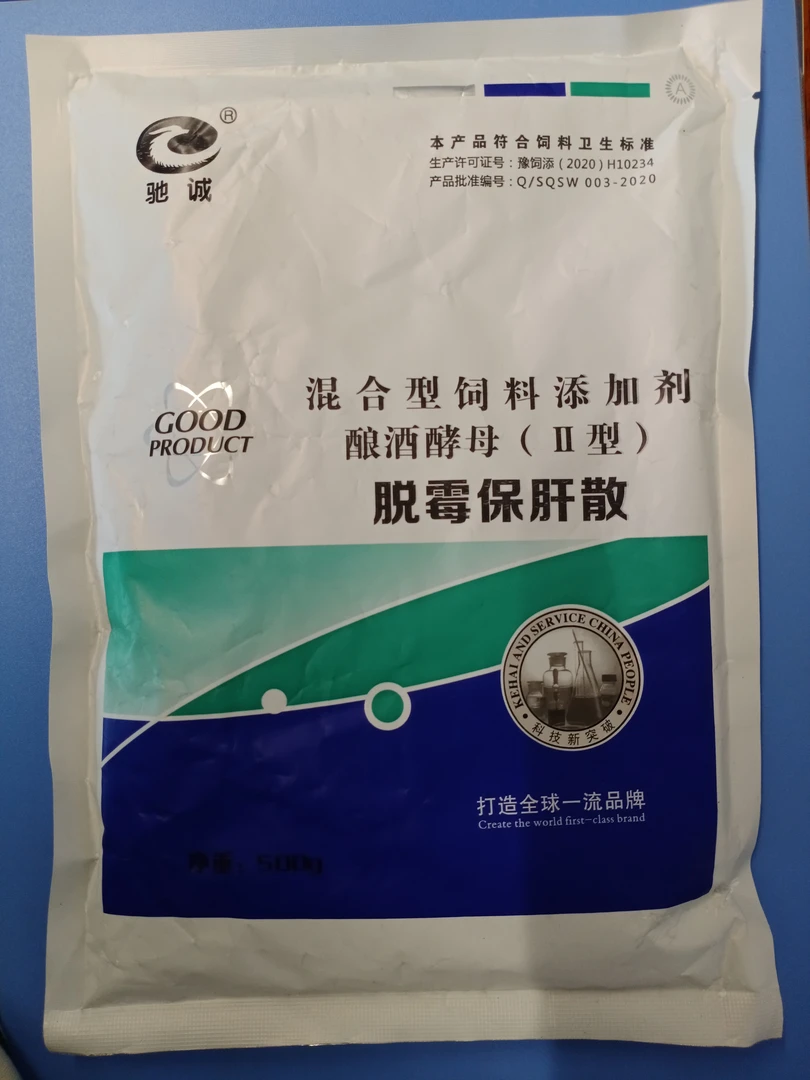 ®
A
驰诚
本产品符合饲料卫生标准
生产许可证号：豫饲添（2020）H10234
产品批准编号：Q/SQSW 003-2020
GOOD
PRODUCT
混合型饲料添加剂
酿酒酵母（Ⅱ型）
脱霉保肝散
KEHAI AND SERVICE CHINA PEOPLE
科技新突破
打造全球一流品牌
Create the world first-class brand
净重：500g